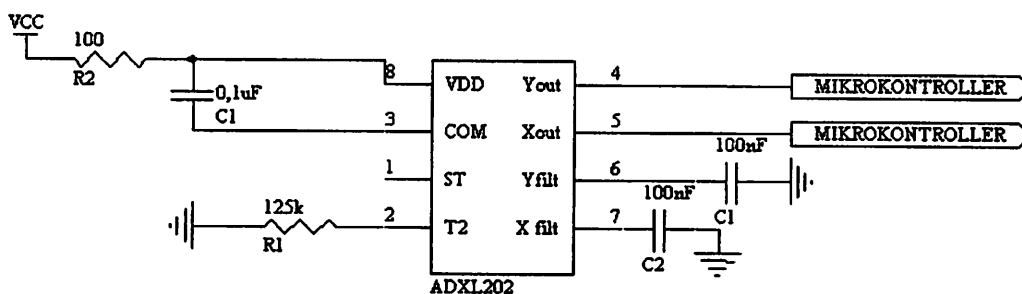 VCC
100
R2
0,1uF
C1
8
3
1
2
125k
R1
VDD
COM
ST
T2
Yout
Xout
Yfilt
X filt
ADXL202
4
5
6
7
MIKROKONTROLLER
MIKROKONTROLLER
100nF
C1
100nF
C2